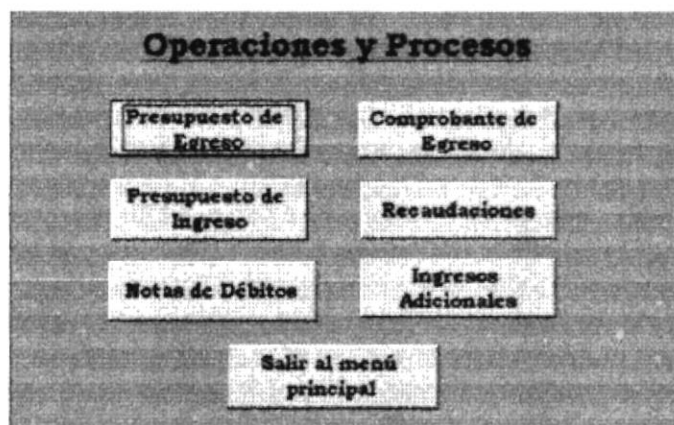 Operaciones y Procesos
Presupuesto de
Egreso
Comprobante de
Egreso
Presupuesto de
Ingreso
Recaudaciones
Notas de Débitos
Ingresos
Adicionales
Salir al menú
principal